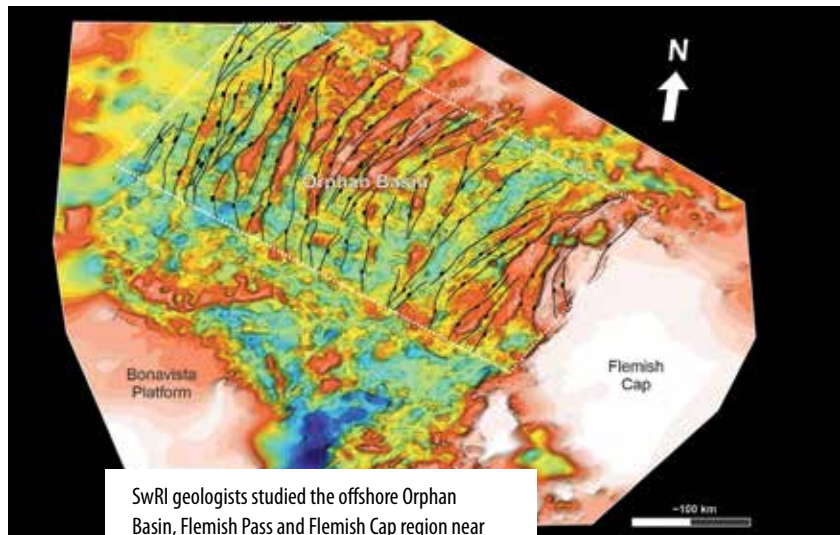 N
Orphan Basin
Bonavista
Platform
Flemish
Cap
~100 km
SwRI geologists studied the offshore Orphan
Basin, Flemish Pass and Flemish Cap region near